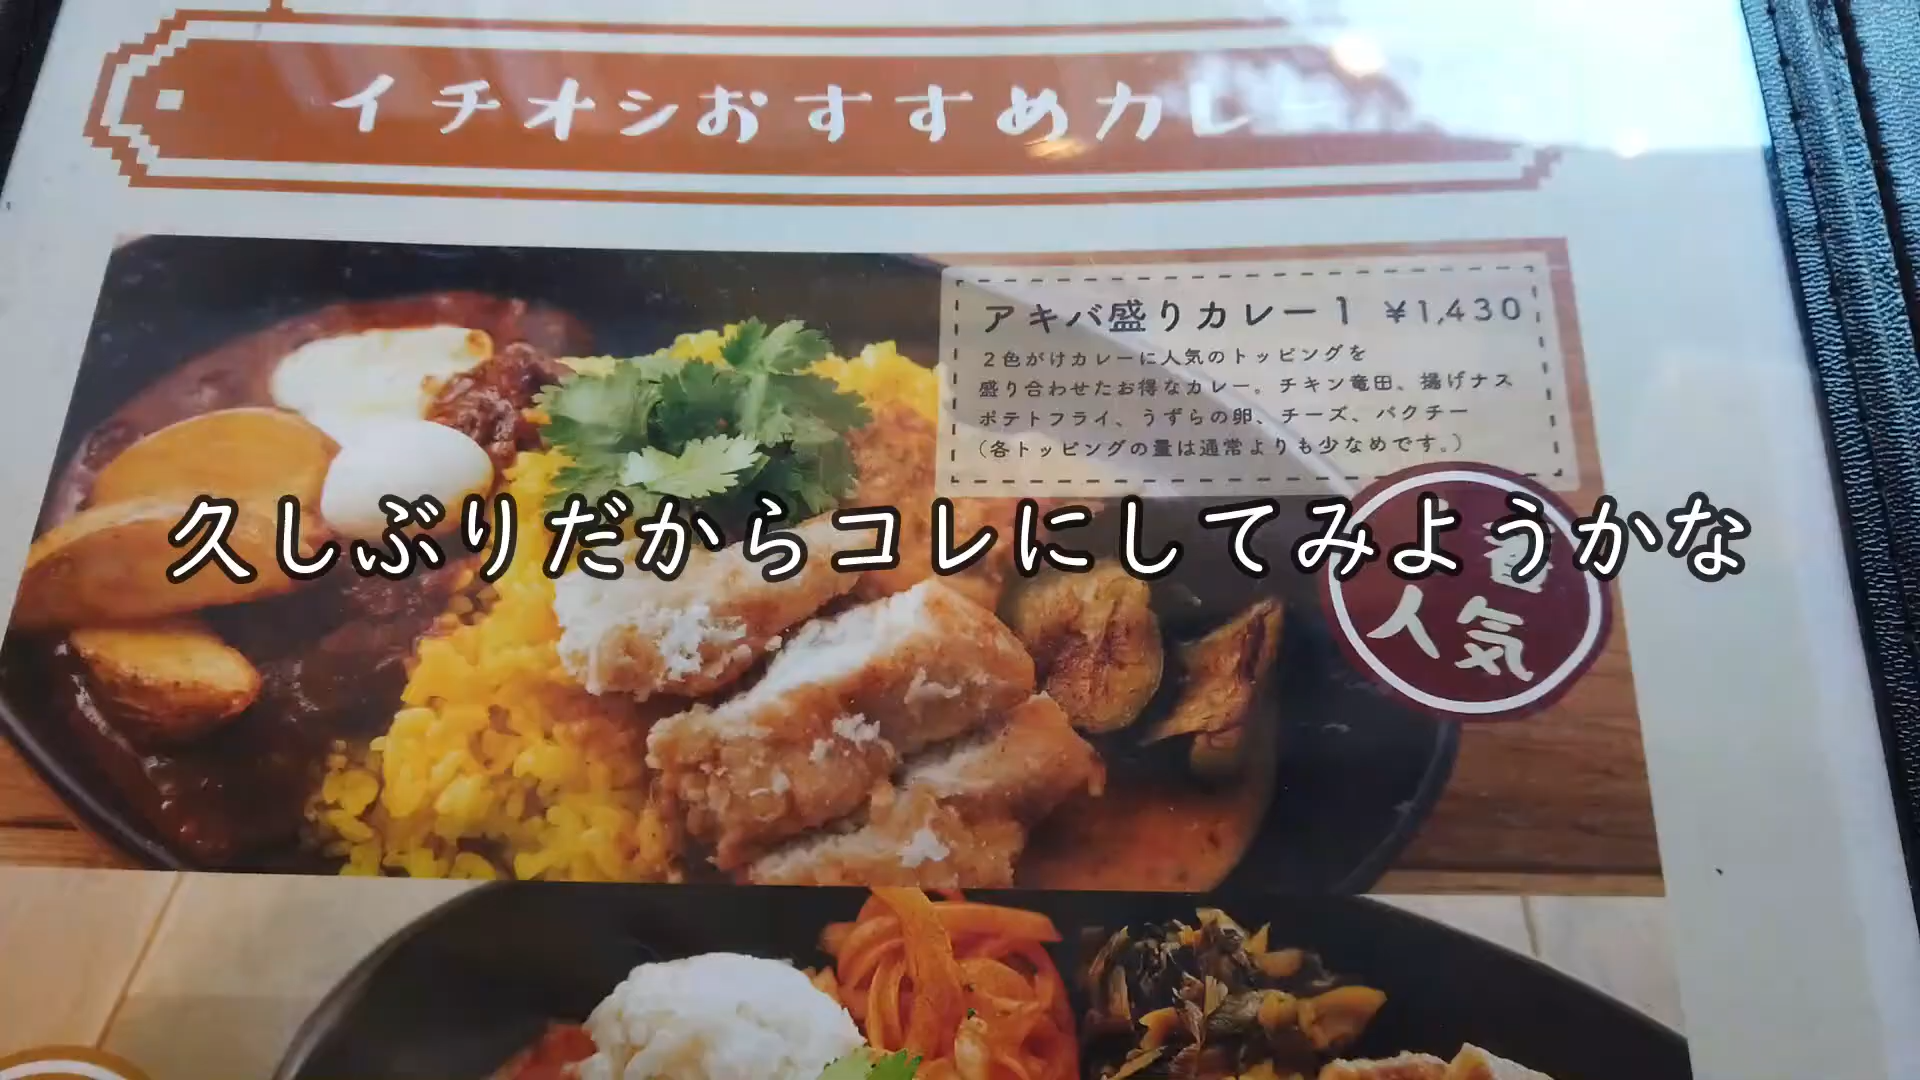 イチオシおすすめカレー
アキバ盛りカレー1 ¥1,430
2色がけカレーに人気のトッピングを
盛り合わせたお得なカレー。チキン竜田、揚げナス
ポテトフライ、うずらの卵、チーズ、パクチー
(各トッピングの量は通常よりも少なめです。)
久しぶりだからコレにしてみようかな
人気